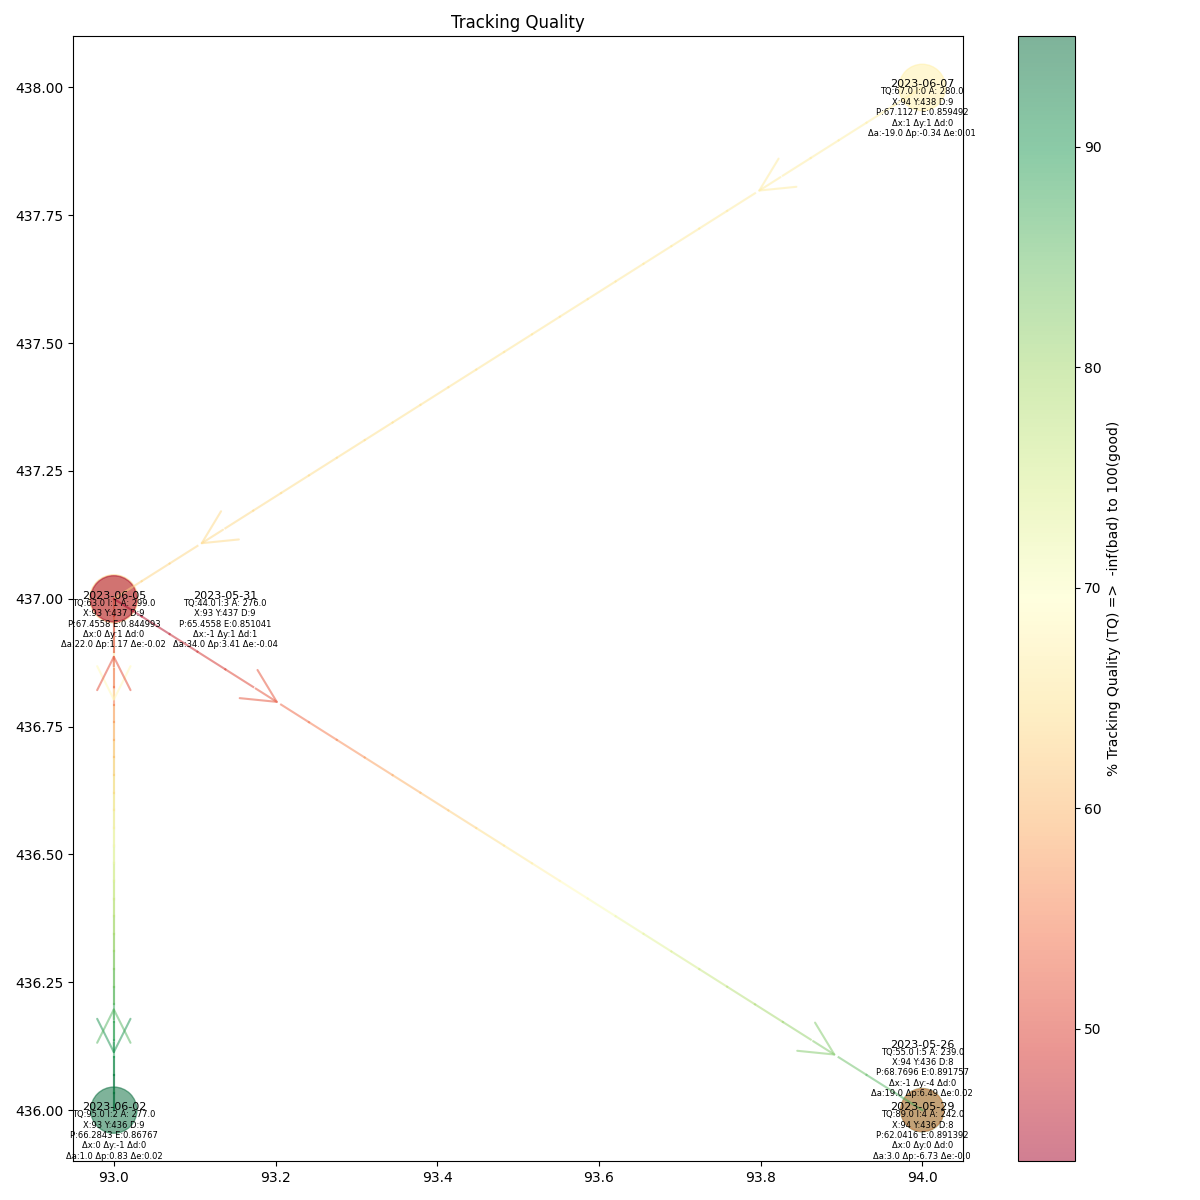 Tracking Quality
438.00
437.75
437.50
437.25
437.00
436.75
436.50
436.25
436.00
93.0
93.2
93.4
93.6
93.8
94.0
2023-06-07
TQ:67.0 I:0 A: 280.0
X:94 Y:438 D:9
P:67.1127 E:0.859492
Δx:1 Δy:1 Δd:0
Δa:-19.0 Δp:-0.34 Δe:0.01
2023-06-05
TQ:63.0 I:1 A: 299.0
X:93 Y:437 D:9
P:67.4558 E:0.844993
Δx:0 Δy:1 Δd:0
Δa:22.0 Δp:1.17 Δe:-0.02
2023-05-31
TQ:44.0 I:3 A: 276.0
X:93 Y:437 D:9
P:65.4558 E:0.851041
Δx:-1 Δy:1 Δd:1
Δa:34.0 Δp:3.41 Δe:-0.04
2023-06-02
TQ:95.0 I:2 A: 277.0
X:93 Y:436 D:9
P:66.2843 E:0.86767
Δx:0 Δy:-1 Δd:0
Δa:1.0 Δp:0.83 Δe:0.02
2023-05-26
TQ:55.0 I:5 A: 239.0
X:94 Y:436 D:8
P:68.7696 E:0.891757
Δx:-1 Δy:-4 Δd:0
Δa:19.0 Δp:6.49 Δe:0.02
2023-05-29
TQ:89.0 I:4 A: 242.0
X:94 Y:436 D:8
P:62.0416 E:0.891392
Δx:0 Δy:0 Δd:0
Δa:3.0 Δp:-6.73 Δe:-0.0
90
80
70
60
50
% Tracking Quality (TQ) => -inf(bad) to 100(good)